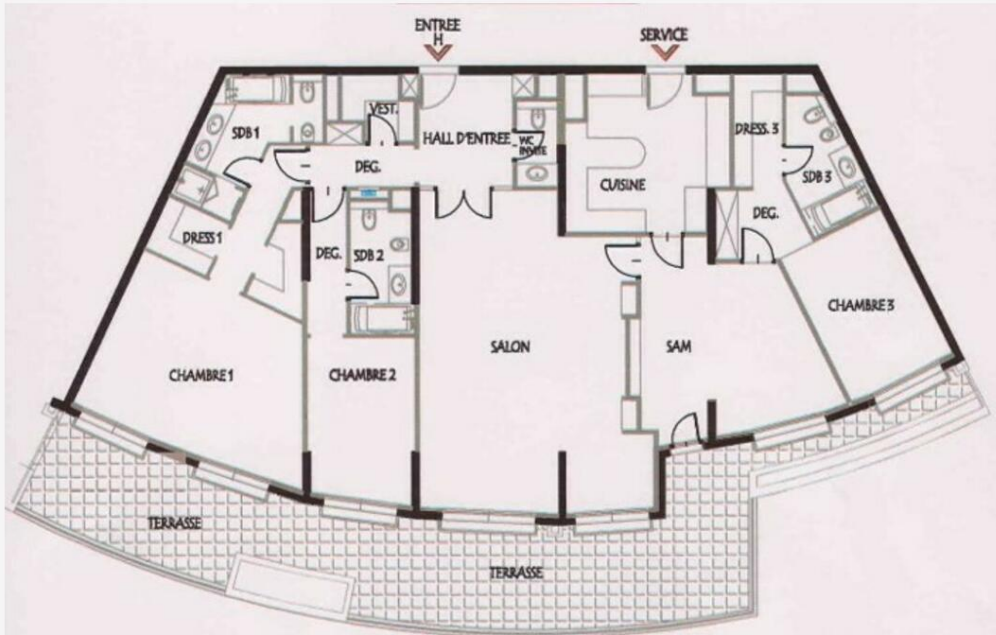 ENTREE
H
SERVICE
SDB 1
VEST.
HALL D'ENTREE
WC
INVITE
DEG.
CUISINE
DRESS. 3
SDB 3
DEG.
DRESS 1
DEG.
SDB 2
CHAMBRE 1
CHAMBRE 2
SALON
SAM
CHAMBRE 3
TERRASSE
TERRASSE